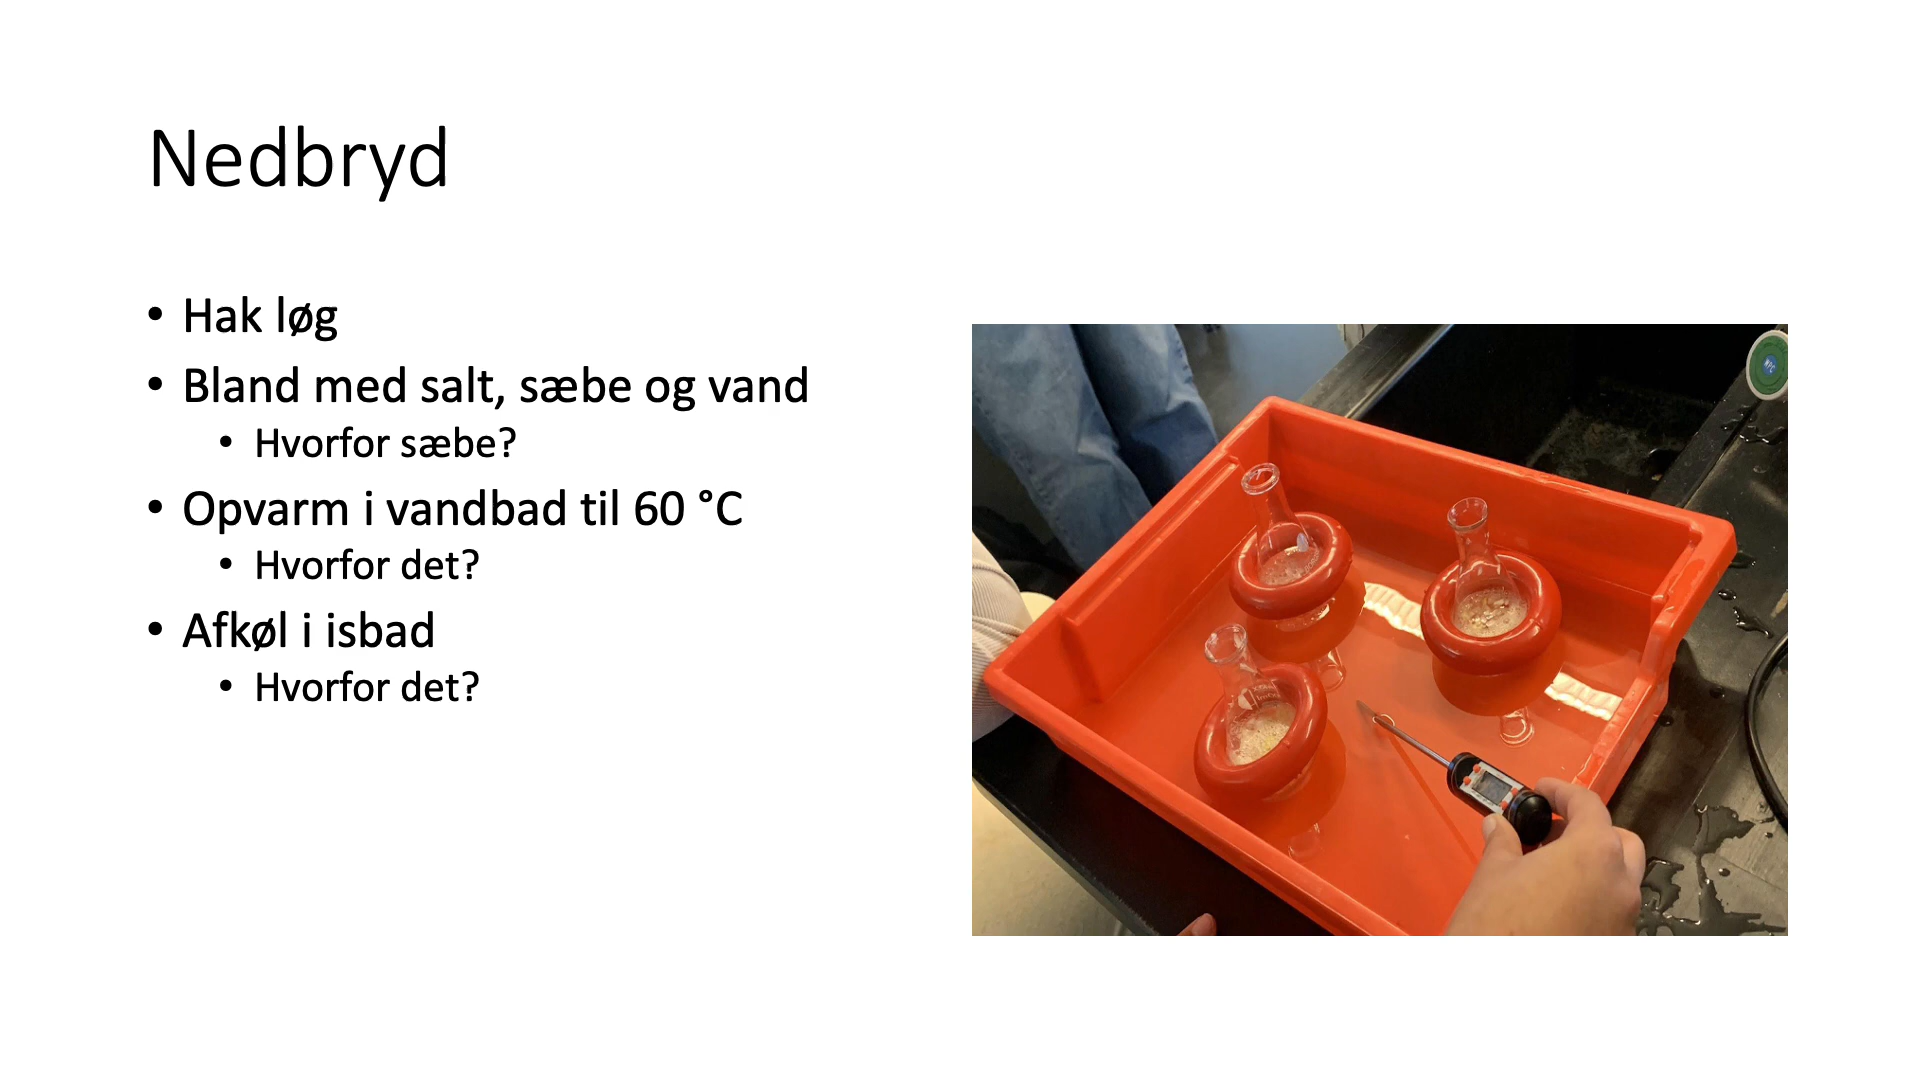 Nedbryd
• Hak løg
• Bland med salt, sæbe og vand
• Hvorfor sæbe?
• Opvarm i vandbad til 60 °C
• Hvorfor det?
• Afkøl i isbad
• Hvorfor det?